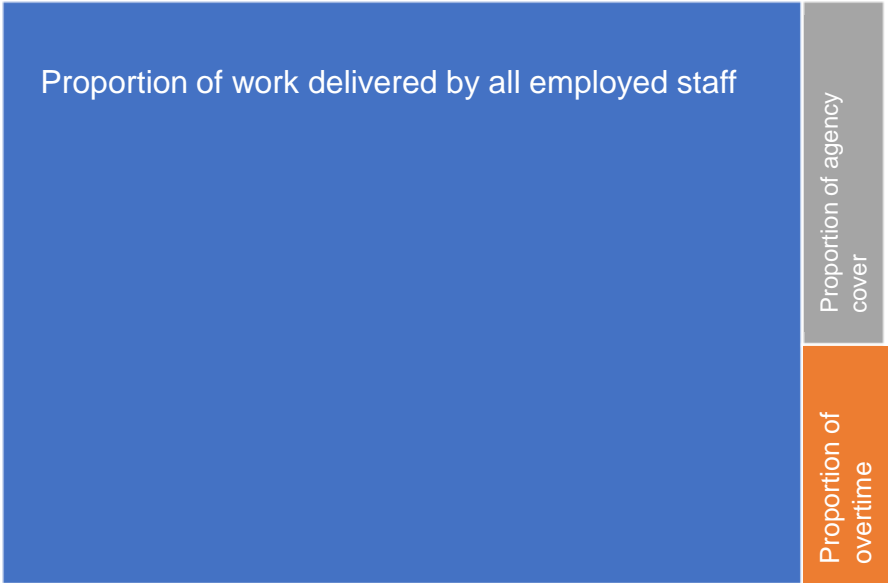 Proportion of work delivered by all employed staff
Proportion of agency
cover
Proportion of
overtime